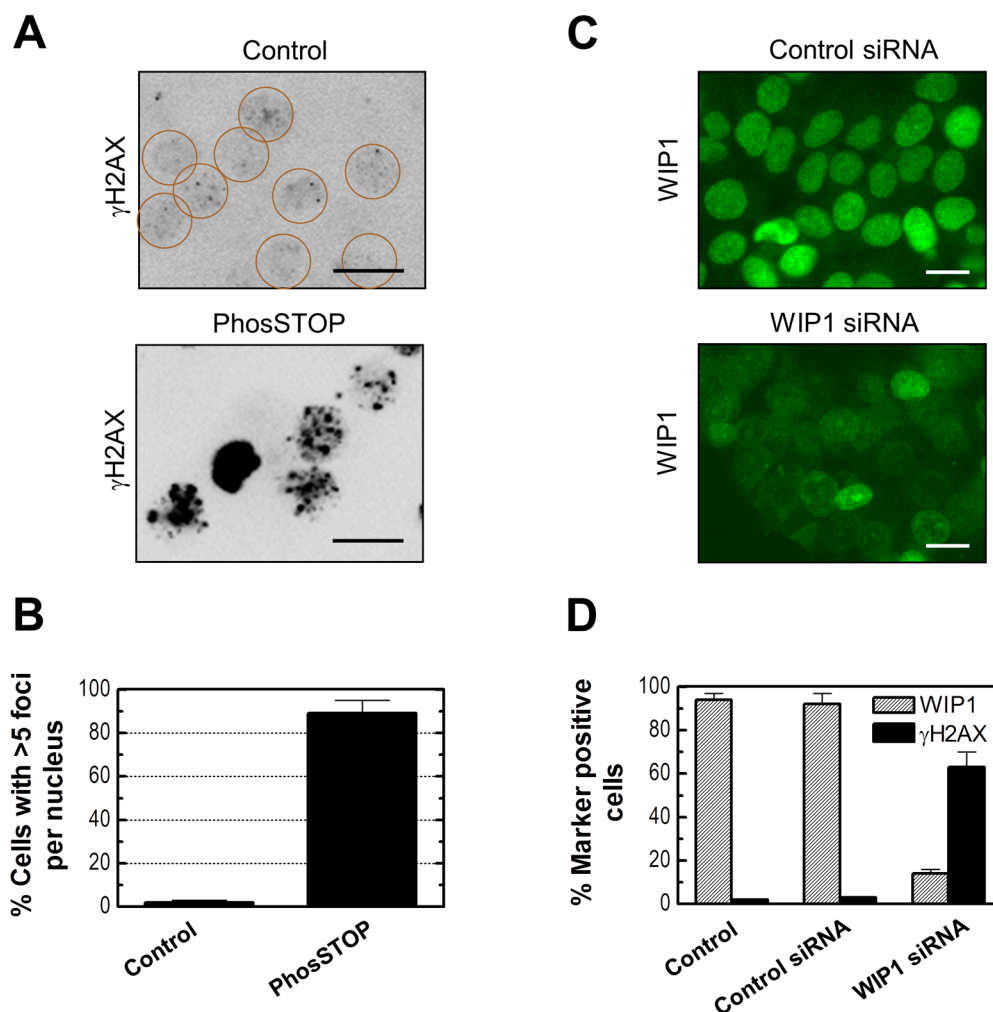 A
Control
γH2AX
PhosSTOP
γH2AX
B
% Cells with >5 foci
per nucleus
100
80
60
40
20
0
Control
PhosSTOP
C
Control siRNA
WIP1
WIP1 siRNA
WIP1
D
% Marker positive
cells
100
80
60
40
20
0
WIP1
γH2AX
Control
Control siRNA
WIP1 siRNA